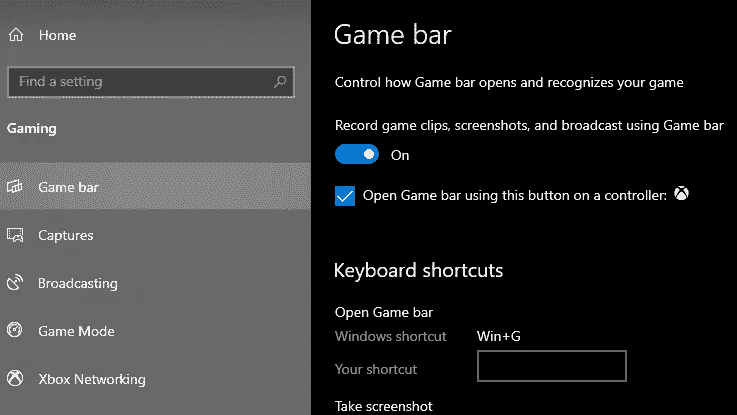 Home
Find a setting
Gaming
Game bar
Captures
Broadcasting
Game Mode
Xbox Networking
Game bar
Control how Game bar opens and recognizes your game
Record game clips, screenshots, and broadcast using Game bar
On
Open Game bar using this button on a controller:
Keyboard shortcuts
Open Game bar
Windows shortcut Win+G
Your shortcut
Take screenshot